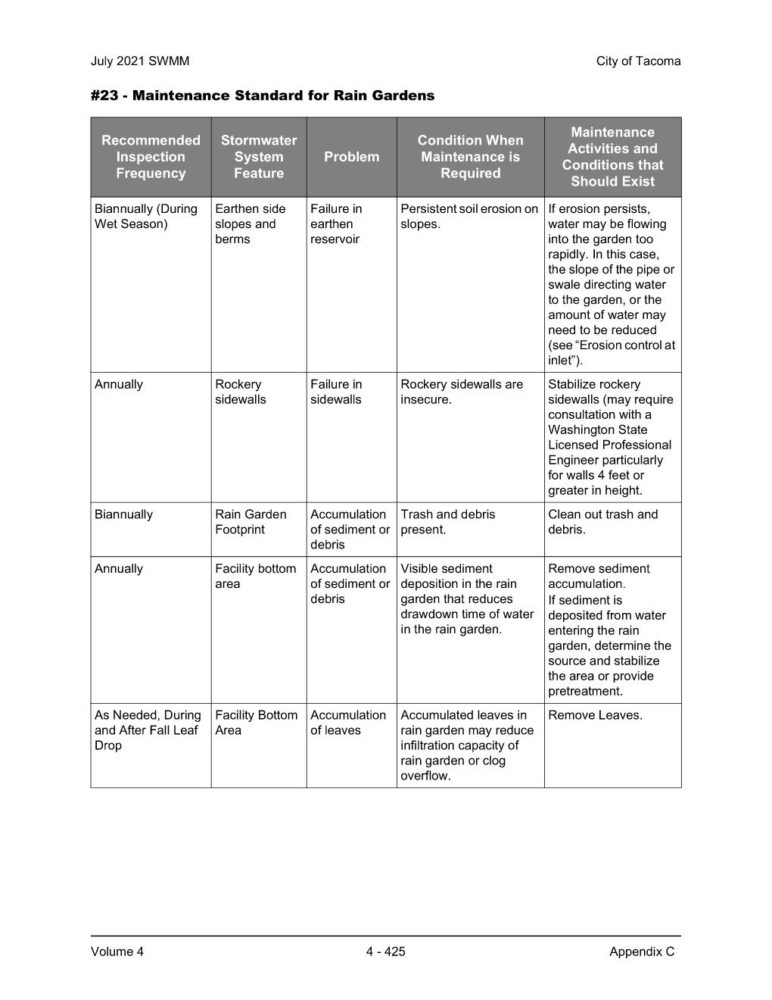 July 2021 SWMM
City of Tacoma
#23 - Maintenance Standard for Rain Gardens
Recommended
Inspection
Frequency
Stormwater
System
Feature
Problem
Condition When
Maintenance is
Required
Maintenance
Activities and
Conditions that
Should Exist
Biannually (During
Wet Season)
Earthen side
slopes and
berms
Failure in
earthen
reservoir
Persistent soil erosion on
slopes.
If erosion persists,
water may be flowing
into the garden too
rapidly. In this case,
the slope of the pipe or
swale directing water
to the garden, or the
amount of water may
need to be reduced
(see “Erosion control at
inlet”).
Annually
Rockery
sidewalls
Failure in
sidewalls
Rockery sidewalls are
insecure.
Stabilize rockery
sidewalls (may require
consultation with a
Washington State
Licensed Professional
Engineer particularly
for walls 4 feet or
greater in height.
Biannually
Rain Garden
Footprint
Accumulation
of sediment or
debris
Trash and debris
present.
Clean out trash and
debris.
Annually
Facility bottom
area
Accumulation
of sediment or
debris
Visible sediment
deposition in the rain
garden that reduces
drawdown time of water
in the rain garden.
Remove sediment
accumulation.
If sediment is
deposited from water
entering the rain
garden, determine the
source and stabilize
the area or provide
pretreatment.
As Needed, During
and After Fall Leaf
Drop
Facility Bottom
Area
Accumulation
of leaves
Accumulated leaves in
rain garden may reduce
infiltration capacity of
rain garden or clog
overflow.
Remove Leaves.
Volume 4
4 - 425
Appendix C